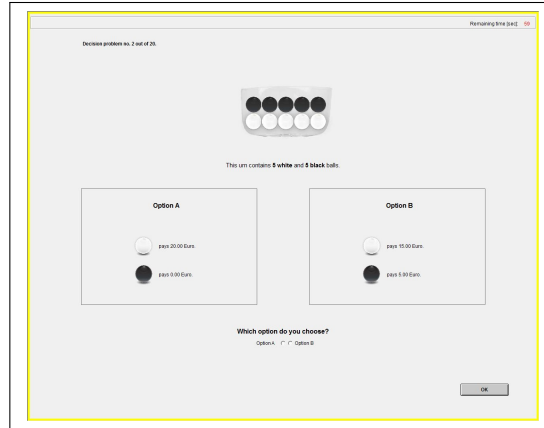 Remaining time [sec]: 59
Decision problem no. 2 out of 20.
This urn contains 5 white and 5 black balls.
Option A
pays 20.00 Euro.
pays 0.00 Euro.
Option B
pays 15.00 Euro.
pays 5.00 Euro.
Which option do you choose?
Option A Option B
OK